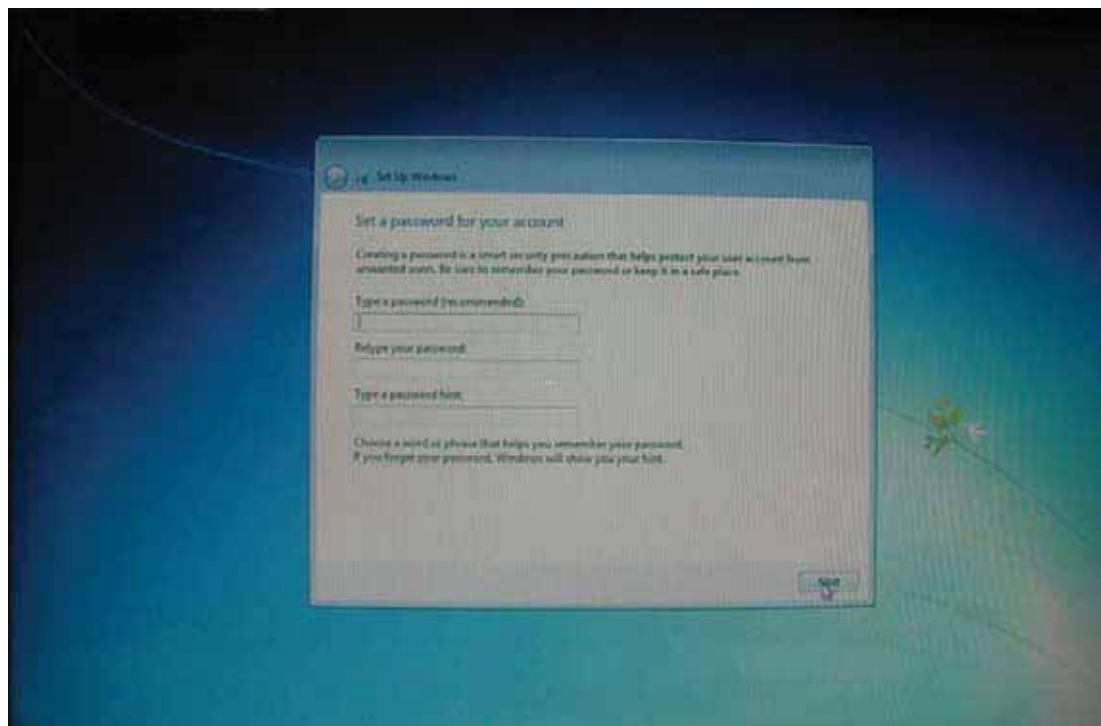 Set Up Windows
Set a password for your account
Creating a password is a smart security precaution that helps protect your user account from
unwanted users. Be sure to remember your password or keep it in a safe place.
Type a password (recommended):
Retype your password:
Type a password hint:
Choose a word or phrase that helps you remember your password.
If you forget your password, Windows will show you your hint.
Next